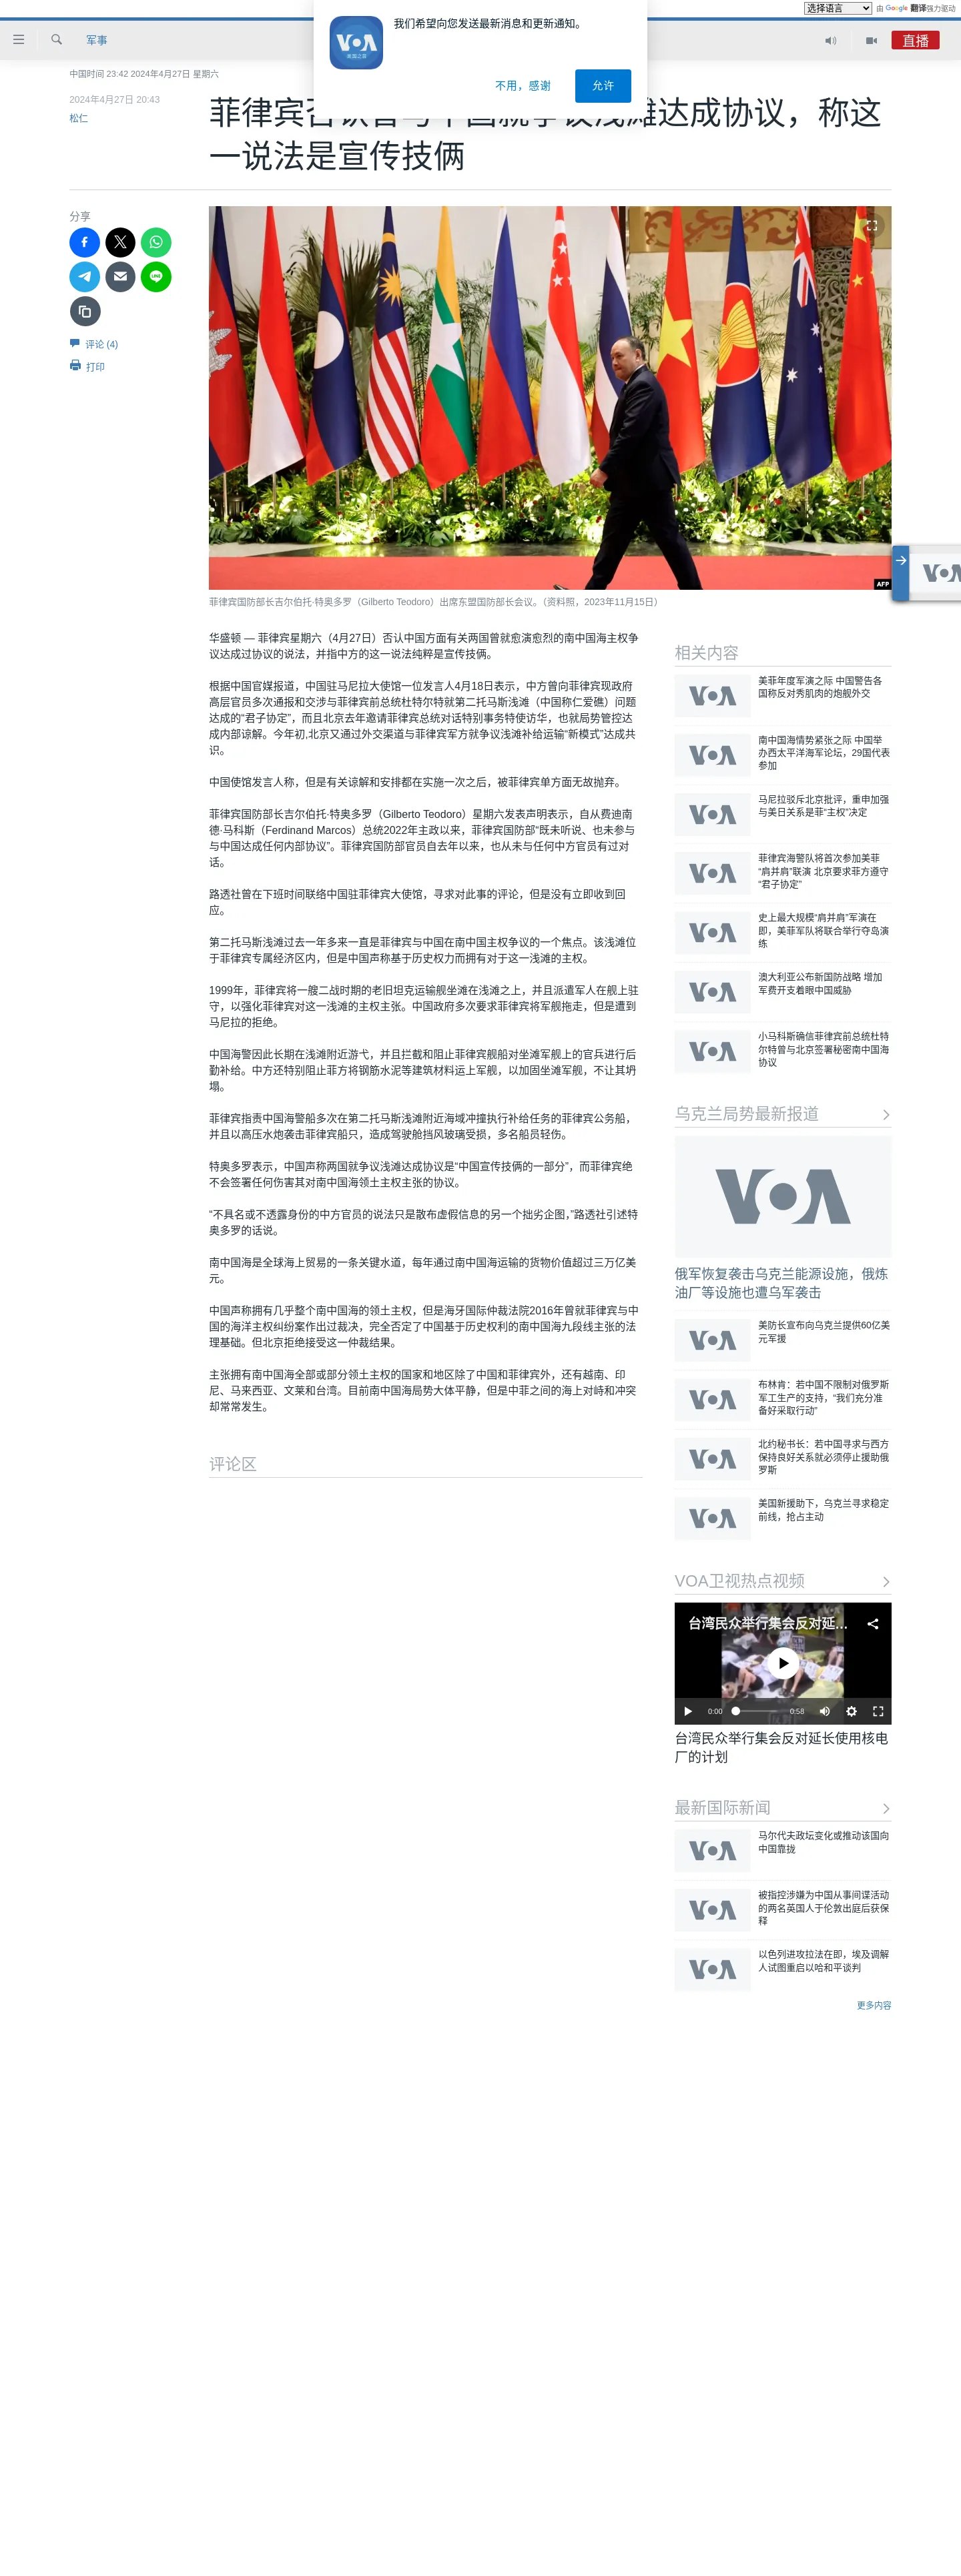 选择语言 由 Google 翻译强力驱动
VOA
美国之音
我们希望向您发送最新消息和更新通知。
不用，感谢
允许
军事
直播
中国时间 23:42 2024年4月27日 星期六
2024年4月27日 20:43
松仁
达成协议，称这
一说法是宣传技俩
分享
评论 (4)
打印
AFP
菲律宾国防部长吉尔伯托·特奥多罗（Gilberto Teodoro）出席东盟国防部长会议。（资料照，2023年11月15日）
华盛顿 — 菲律宾星期六（4月27日）否认中国方面有关两国曾就愈演愈烈的南中国海主权争
议达成过协议的说法，并指中方的这一说法纯粹是宣传技俩。
根据中国官媒报道，中国驻马尼拉大使馆一位发言人4月18日表示，中方曾向菲律宾现政府
高层官员多次通报和交涉与菲律宾前总统杜特尔特就第二托马斯浅滩（中国称仁爱礁）问题
达成的“君子协定”，而且北京去年邀请菲律宾总统对话特别事务特使访华，也就局势管控达
成内部谅解。今年初,北京又通过外交渠道与菲律宾军方就争议浅滩补给运输“新模式”达成共
识。
中国使馆发言人称，但是有关谅解和安排都在实施一次之后，被菲律宾单方面无故抛弃。
菲律宾国防部长吉尔伯托·特奥多罗（Gilberto Teodoro）星期六发表声明表示，自从费迪南
德·马科斯（Ferdinand Marcos）总统2022年主政以来，菲律宾国防部“既未听说、也未参与
与中国达成任何内部协议”。菲律宾国防部官员自去年以来，也从未与任何中方官员有过对
话。
路透社曾在下班时间联络中国驻菲律宾大使馆，寻求对此事的评论，但是没有立即收到回
应。
第二托马斯浅滩过去一年多来一直是菲律宾与中国在南中国主权争议的一个焦点。该浅滩位
于菲律宾专属经济区内，但是中国声称基于历史权力而拥有对于这一浅滩的主权。
1999年，菲律宾将一艘二战时期的老旧坦克运输舰坐滩在浅滩之上，并且派遣军人在舰上驻
守，以强化菲律宾对这一浅滩的主权主张。中国政府多次要求菲律宾将军舰拖走，但是遭到
马尼拉的拒绝。
中国海警因此长期在浅滩附近游弋，并且拦截和阻止菲律宾舰船对坐滩军舰上的官兵进行后
勤补给。中方还特别阻止菲方将钢筋水泥等建筑材料运上军舰，以加固坐滩军舰，不让其坍
塌。
菲律宾指责中国海警船多次在第二托马斯浅滩附近海域冲撞执行补给任务的菲律宾公务船，
并且以高压水炮袭击菲律宾船只，造成驾驶舱挡风玻璃受损，多名船员轻伤。
特奥多罗表示，中国声称两国就争议浅滩达成协议是“中国宣传技俩的一部分”，而菲律宾绝
不会签署任何伤害其对南中国海领土主权主张的协议。
“不具名或不透露身份的中方官员的说法只是散布虚假信息的另一个拙劣企图，”路透社引述特
奥多罗的话说。
南中国海是全球海上贸易的一条关键水道，每年通过南中国海运输的货物价值超过三万亿美
元。
中国声称拥有几乎整个南中国海的领土主权，但是海牙国际仲裁法院2016年曾就菲律宾与中
国的海洋主权纠纷案作出过裁决，完全否定了中国基于历史权利的南中国海九段线主张的法
理基础。但北京拒绝接受这一仲裁结果。
主张拥有南中国海全部或部分领土主权的国家和地区除了中国和菲律宾外，还有越南、印
尼、马来西亚、文莱和台湾。目前南中国海局势大体平静，但是中菲之间的海上对峙和冲突
却常常发生。
评论区
相关内容
美菲年度军演之际 中国警告各
国称反对秀肌肉的炮舰外交
南中国海情势紧张之际 中国举
办西太平洋海军论坛，29国代表
参加
马尼拉驳斥北京批评，重申加强
与美日关系是菲“主权”决定
菲律宾海警队将首次参加美菲
“肩并肩”联演 北京要求菲方遵守
“君子协定”
史上最大规模“肩并肩”军演在
即，美菲军队将联合举行夺岛演
练
澳大利亚公布新国防战略 增加
军费开支着眼中国威胁
小马科斯确信菲律宾前总统杜特
尔特曾与北京签署秘密南中国海
协议
乌克兰局势最新报道
VOA
俄军恢复袭击乌克兰能源设施，俄炼
油厂等设施也遭乌军袭击
美防长宣布向乌克兰提供60亿美
元军援
布林肯：若中国不限制对俄罗斯
军工生产的支持，“我们充分准
备好采取行动”
北约秘书长：若中国寻求与西方
保持良好关系就必须停止援助俄
罗斯
美国新援助下，乌克兰寻求稳定
前线，抢占主动
VOA卫视热点视频
台湾民众举行集会反对延...
0:00
0:58
台湾民众举行集会反对延长使用核电
厂的计划
最新国际新闻
马尔代夫政坛变化或推动该国向
中国靠拢
被指控涉嫌为中国从事间谍活动
的两名英国人于伦敦出庭后获保
释
以色列进攻拉法在即，埃及调解
人试图重启以哈和平谈判
更多内容